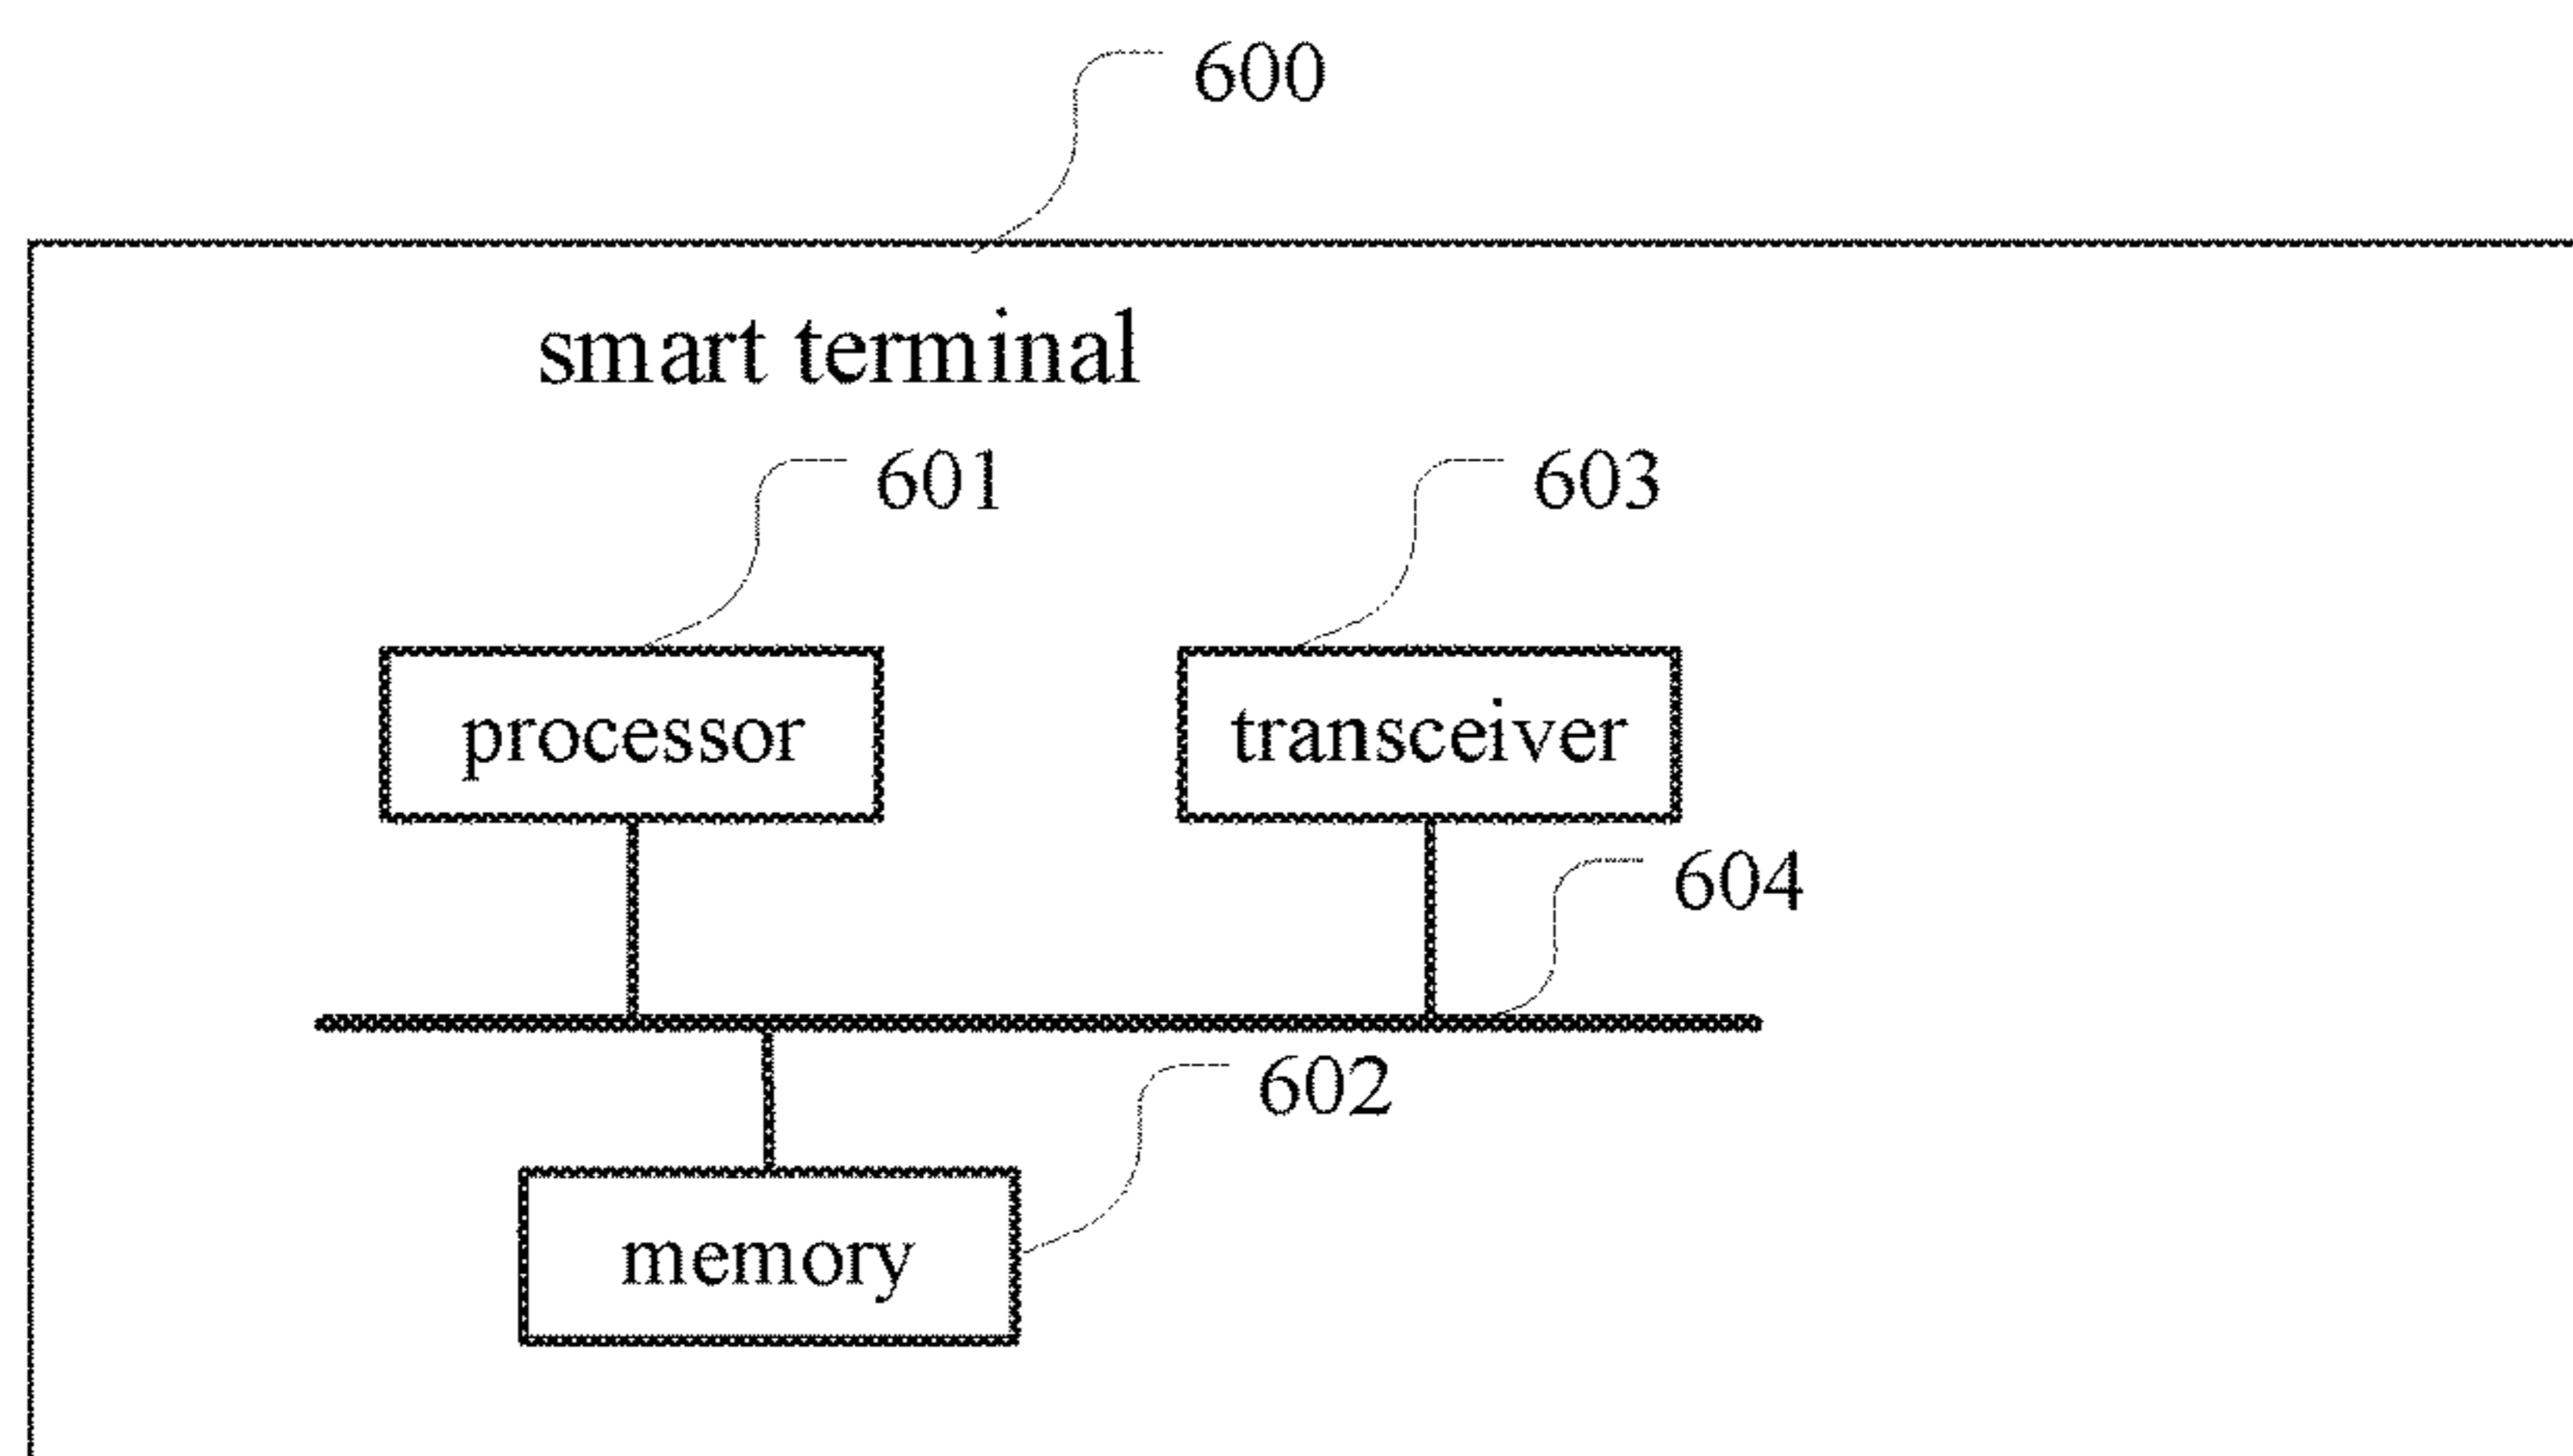 600
smart terminal
601
603
processor
transceiver
604
602
memory